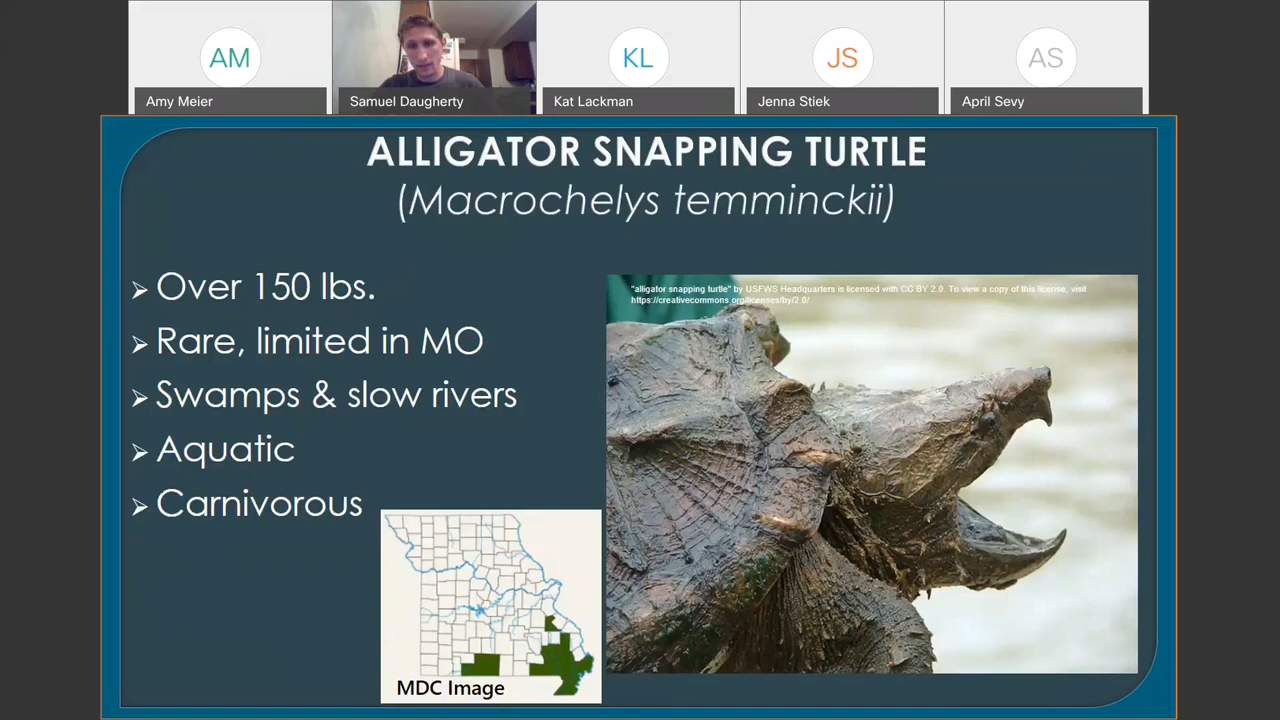 AM
KL
JS
AS
Amy Meier
Samuel Daugherty
Kat Lackman
Jenna Stiek
April Sevy
ALLIGATOR SNAPPING TURTLE
(Macrochelys temminckii)
➢ Over 150 lbs.
➢ Rare, limited in MO
➢ Swamps & slow rivers
➢ Aquatic
➢ Carnivorous
"alligator snapping turtle" by USFWS Headquarters is licensed with CC BY 2.0. To view a copy of this license, visit
https://creativecommons.org/licenses/by/2.0/
MDC Image